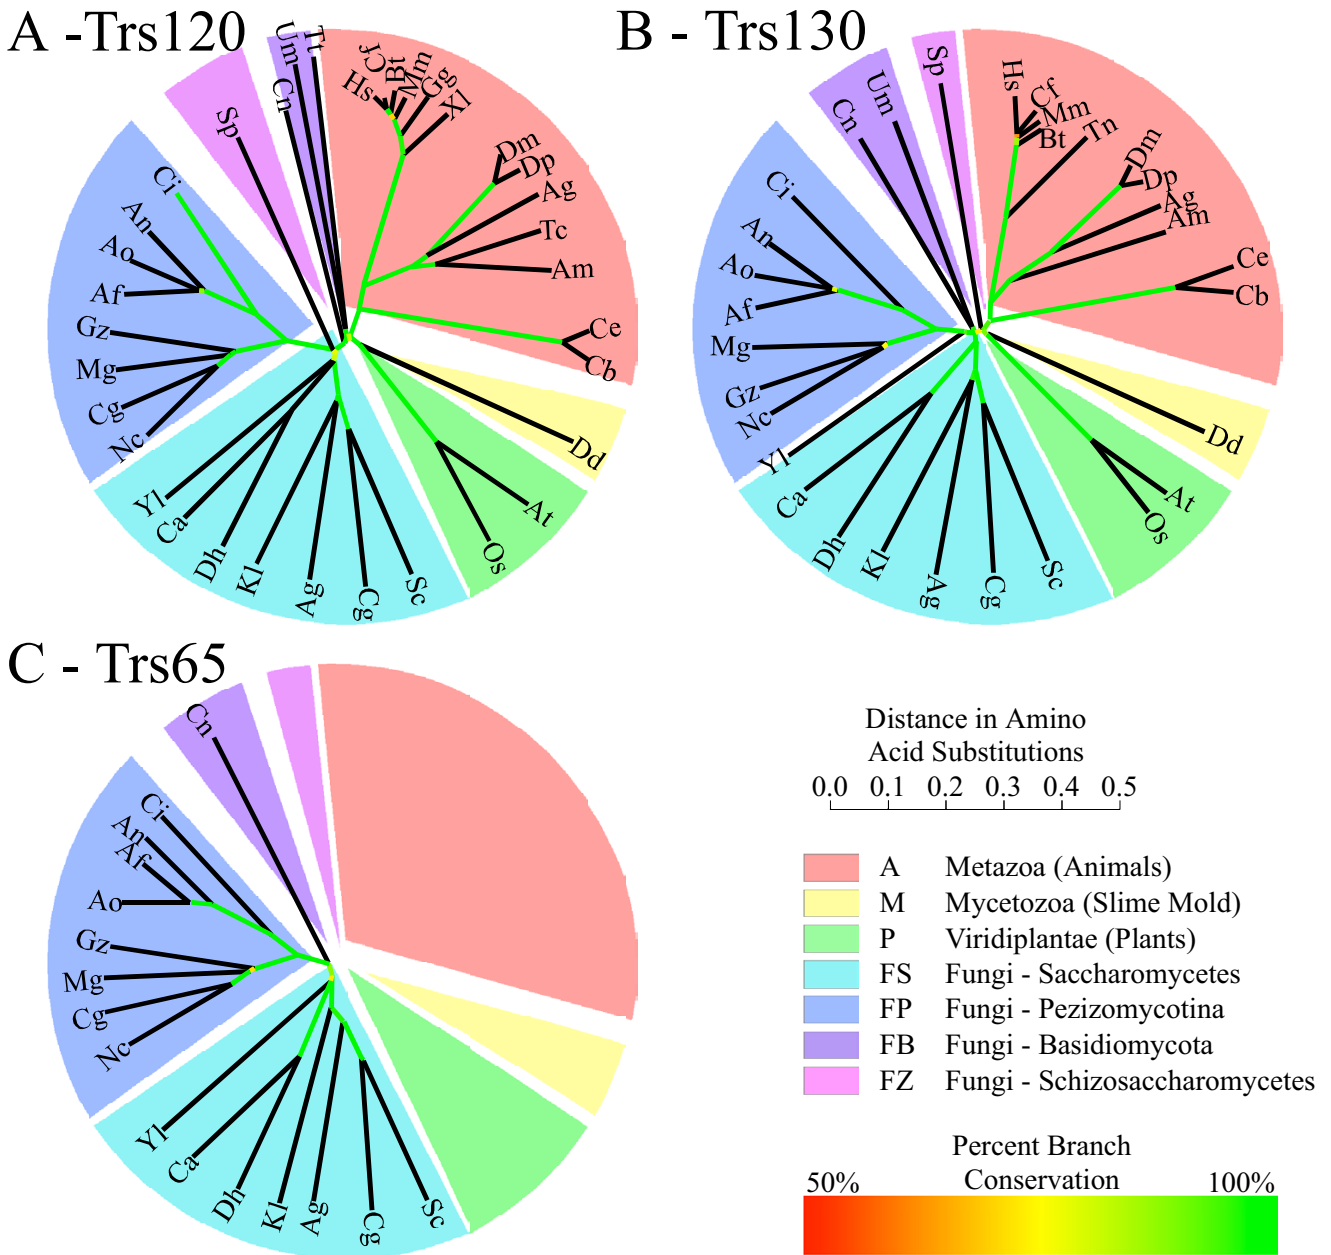 A -Trs120
Um
Tt
Cn
Sp
Hs
Cf
Bt
Mm
Gg
Xl
Dm
Dp
Ag
Tc
Am
Ce
Cb
Dd
At
Os
Sc
Cg
Ag
Kl
Dh
Ca
Yl
Nc
Cg
Mg
Gz
Af
Ao
An
Ci
B - Trs130
Cn
Um
Sp
Hs
Cf
Mm
Bt
Tn
Dm
Dp
Ag
Am
Ce
Cb
Dd
At
Os
Sc
Cg
Ag
Kl
Dh
Ca
Yl
Nc
Gz
Mg
Af
Ao
An
Ci
C - Trs65
Cn
Ci
An
Af
Ao
Gz
Mg
Cg
Nc
Yl
Ca
Dh
Kl
Ag
Cg
Sc
Distance in Amino
Acid Substitutions
0.0 0.1 0.2 0.3 0.4 0.5
A Metazoa (Animals)
M Mycetozoa (Slime Mold)
P Viridiplantae (Plants)
FS Fungi - Saccharomycetes
FP Fungi - Pezizomycotina
FB Fungi - Basidiomycota
FZ Fungi - Schizosaccharomycetes
Percent Branch
Conservation
50% 100%